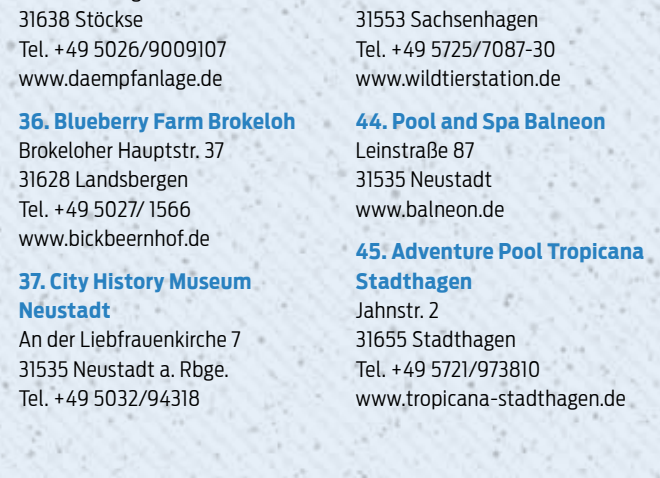 31638 Stöckse
Tel. +49 5026/9009107
www.daempfanlage.de
36. Blueberry Farm Brokeloh
Brokeloher Hauptstr. 37
31628 Landsbergen
Tel. +49 5027/ 1566
www.bickbeernhof.de
37. City History Museum
Neustadt
An der Liebfrauenkirche 7
31535 Neustadt a. Rbge.
Tel. +49 5032/94318
31553 Sachsenhagen
Tel. +49 5725/7087-30
www.wildtierstation.de
44. Pool and Spa Balneon
Leinstraße 87
31535 Neustadt
www.balneon.de
45. Adventure Pool Tropicana
Stadthagen
Jahnstr. 2
31655 Stadthagen
Tel. +49 5721/973810
www.tropicana-stadthagen.de